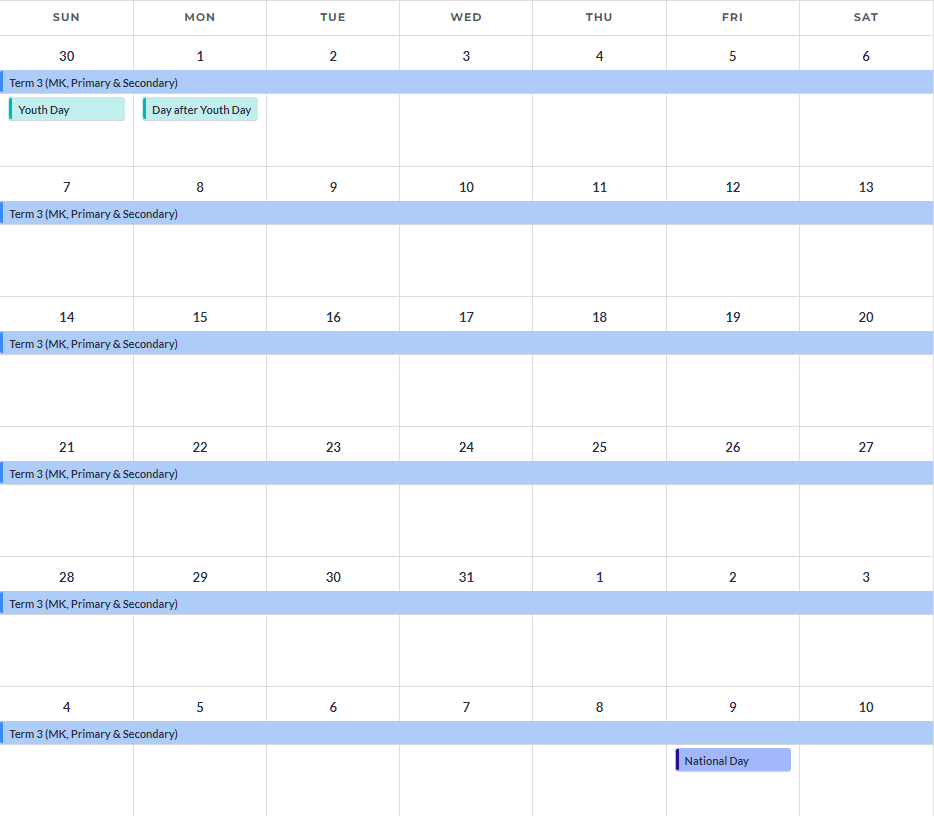 SUN MON TUE WED THU FRI SAT
30 1 2 3 4 5 6
Term 3 (MK, Primary & Secondary)
Youth Day Day after Youth Day
7 8 9 10 11 12 13
Term 3 (MK, Primary & Secondary)
14 15 16 17 18 19 20
Term 3 (MK, Primary & Secondary)
21 22 23 24 25 26 27
Term 3 (MK, Primary & Secondary)
28 29 30 31 1 2 3
Term 3 (MK, Primary & Secondary)
4 5 6 7 8 9 10
Term 3 (MK, Primary & Secondary)
National Day